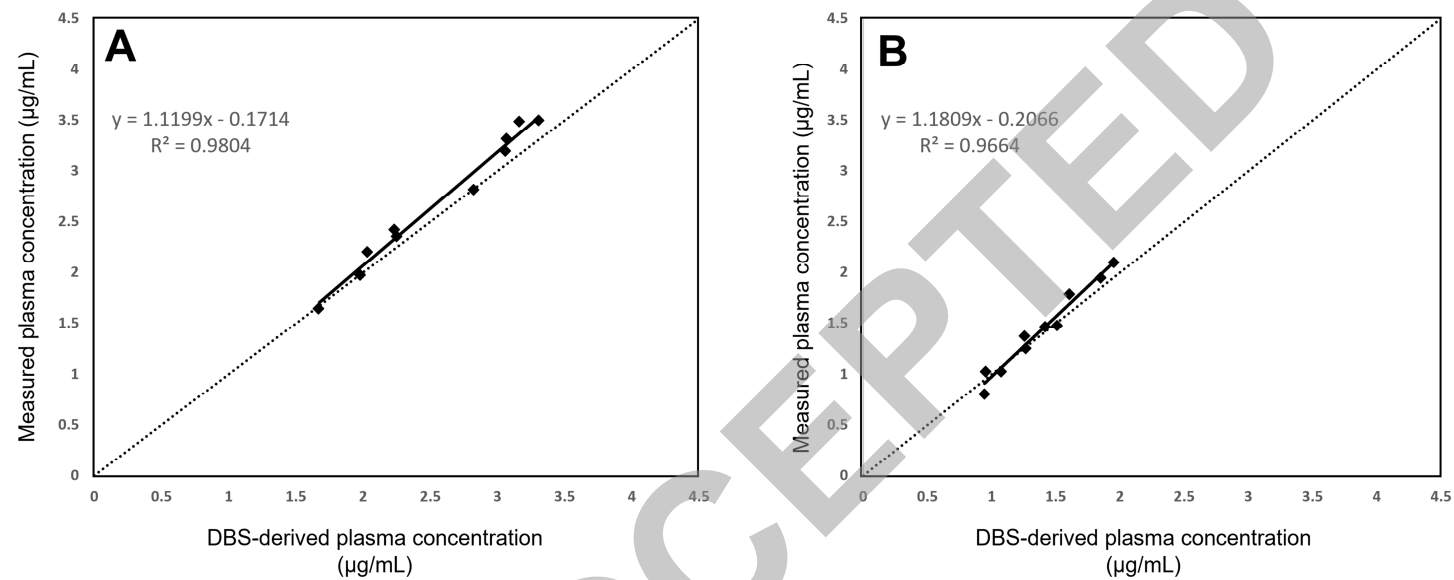 A
Measured plasma concentration (µg/mL)
4.5
4
3.5
3
2.5
2
1.5
1
0.5
0
y = 1.1199x - 0.1714
R² = 0.9804
0 0.5 1 1.5 2 2.5 3 3.5 4 4.5
DBS-derived plasma concentration
(µg/mL)
B
Measured plasma concentration (µg/mL)
4.5
4
3.5
3
2.5
2
1.5
1
0.5
0
y = 1.1809x - 0.2066
R² = 0.9664
0 0.5 1 1.5 2 2.5 3 3.5 4 4.5
DBS-derived plasma concentration
(µg/mL)
CEPTED